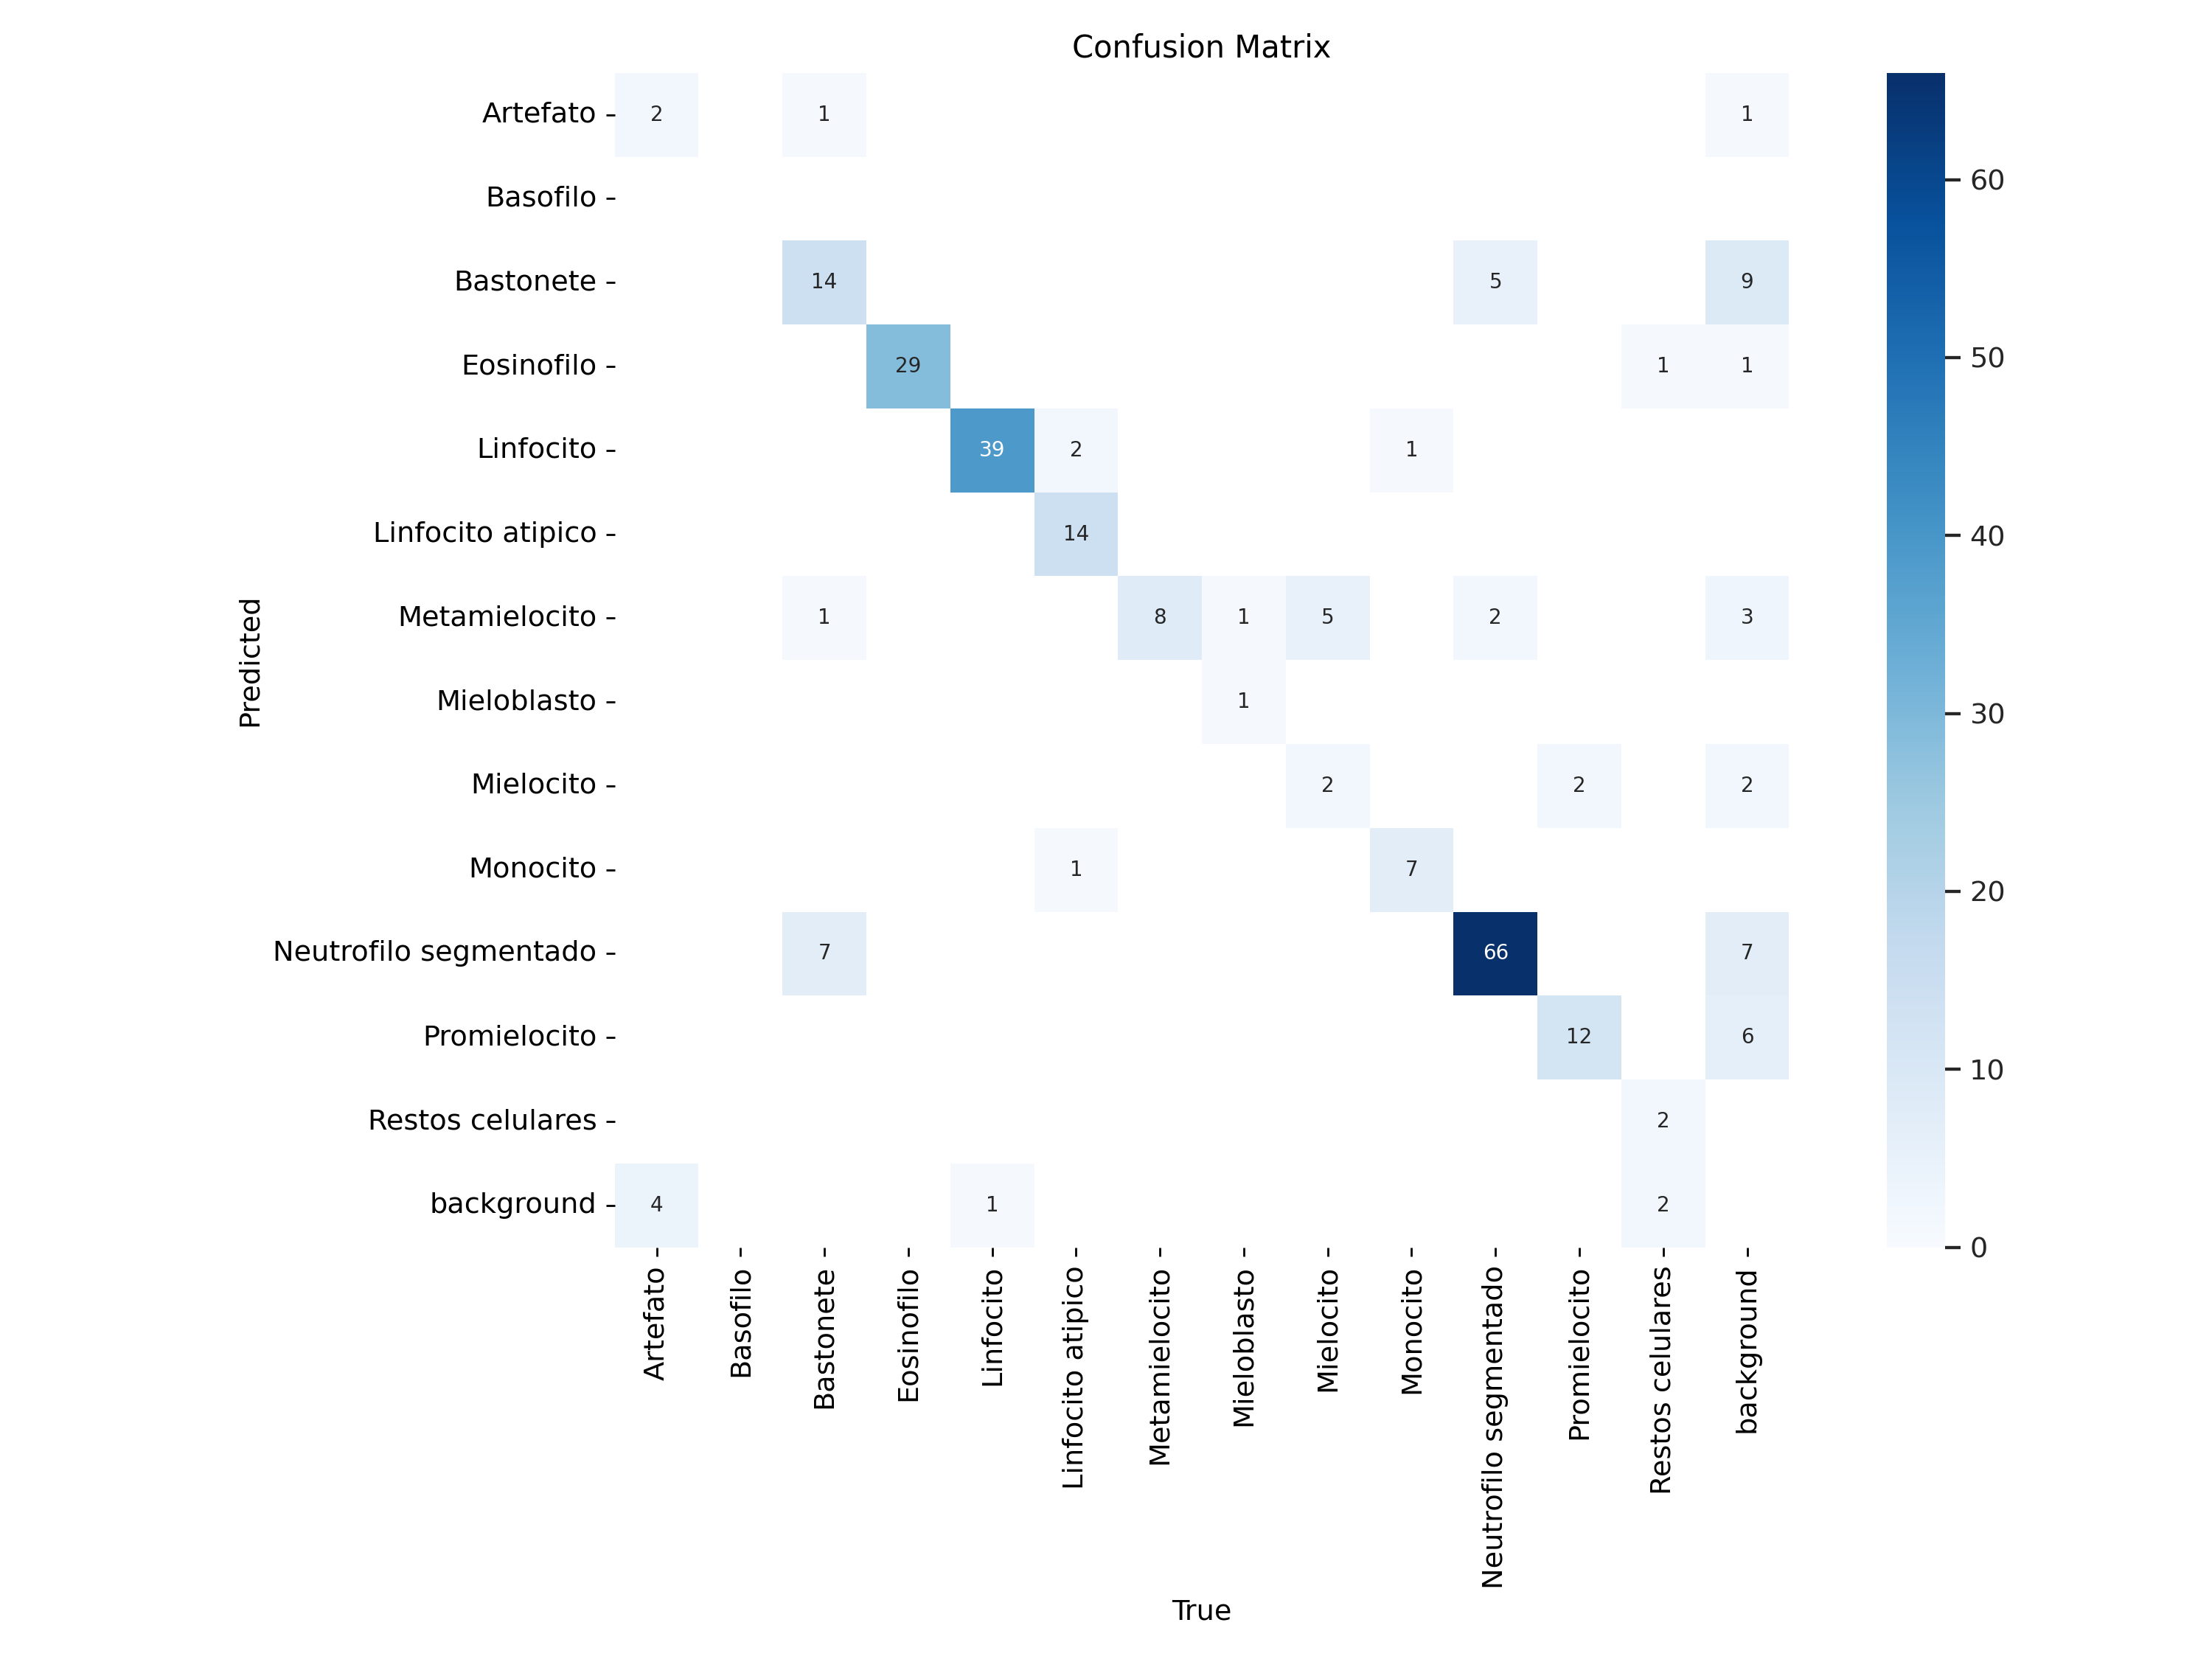 Confusion Matrix
Artefato 2 1 1
Basofilo
Bastonete 14 5 9
Eosinofilo 29 1 1
Linfocito 39 2 1
Linfocito atipico 14
Metamielocito 1 8 1 5 2 3
Mieloblasto 1
Mielocito 2 2 2
Monocito 1 7
Neutrofilo segmentado 7 66 7
Promielocito 12 6
Restos celulares 2
background 4 1 2
Predicted
Artefato
Basofilo
Bastonete
Eosinofilo
Linfocito
Linfocito atipico
Metamielocito
Mieloblasto
Mielocito
Monocito
Neutrofilo segmentado
Promielocito
Restos celulares
background
True
60
50
40
30
20
10
0